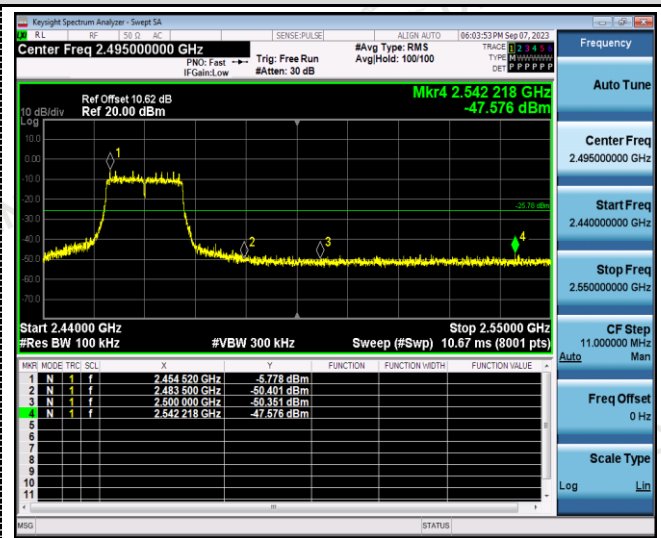 Keysight Spectrum Analyzer - Swept SA
RL RF 50 Ω AC SENSE:PULSE ALIGN AUTO 06:03:53 PM Sep 07, 2023
Center Freq 2.495000000 GHz
PNO: Fast
IFGain:Low
Trig: Free Run
#Atten: 30 dB
#Avg Type: RMS
Avg|Hold: 100/100
TRACE 1 2 3 4 5 6
TYPE M WWWWW
DET P P P P P P
Mkr4 2.542 218 GHz
-47.576 dBm
Ref Offset 10.62 dB
10 dB/div Ref 20.00 dBm
Log
10.0
0.00
-10.0
-20.0
-30.0
-40.0
-50.0
-60.0
-70.0
1
2
3
4
-25.78 dBm
Start 2.44000 GHz Stop 2.55000 GHz
#Res BW 100 kHz #VBW 300 kHz Sweep (#Swp) 10.67 ms (8001 pts)
MKR MODE TRC SCL X Y FUNCTION FUNCTION WIDTH FUNCTION VALUE
1 N 1 f 2.454 520 GHz -5.778 dBm
2 N 1 f 2.483 500 GHz -50.401 dBm
3 N 1 f 2.500 000 GHz -50.351 dBm
4 N 1 f 2.542 218 GHz -47.576 dBm
5
6
7
8
9
10
11
MSG STATUS
Frequency
Auto Tune
Center Freq
2.495000000 GHz
Start Freq
2.440000000 GHz
Stop Freq
2.550000000 GHz
CF Step
11.000000 MHz
Auto Man
Freq Offset
0 Hz
Scale Type
Log Lin